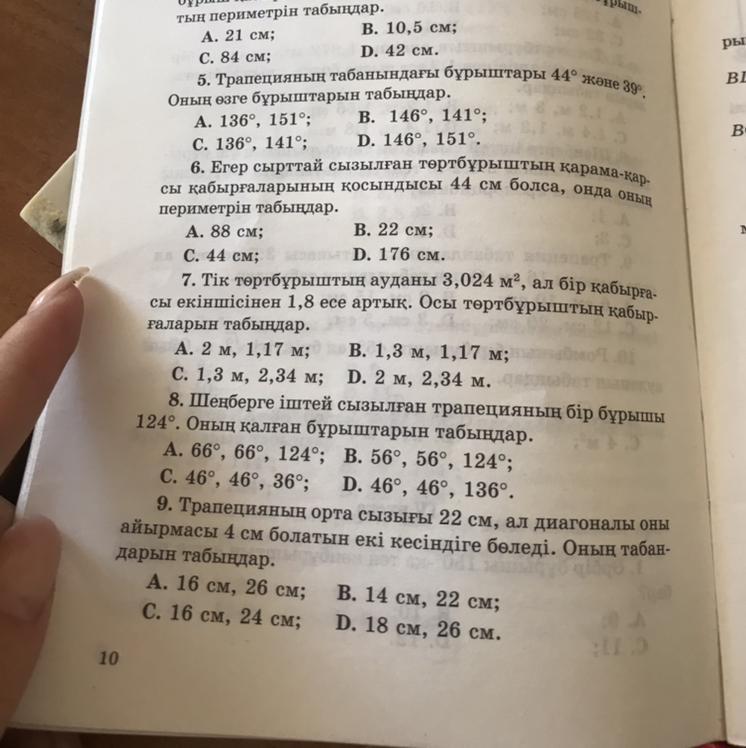 тың периметрін табыңдар.
А. 21 см; В. 10,5 см;
С. 84 см; D. 42 см.
5. Трапецияның табанындағы бұрыштары 44° және 39°.
Оның өзге бұрыштарын табыңдар.
А. 136°, 151°; В. 146°, 141°;
С. 136°, 141°; D. 146°, 151°.
6. Егер сырттай сызылған төртбұрыштың қарама-қар-
сы қабырғаларының қосындысы 44 см болса, онда оның
периметрін табыңдар.
А. 88 см; В. 22 см;
С. 44 см; D. 176 см.
7. Тік төртбұрыштың ауданы 3,024 м², ал бір қабырға-
сы екіншісінен 1,8 есе артық. Осы төртбұрыштың қабыр-
ғаларын табыңдар.
А. 2 м, 1,17 м; В. 1,3 м, 1,17 м;
С. 1,3 м, 2,34 м; D. 2 м, 2,34 м.
8. Шеңберге іштей сызылған трапецияның бір бұрышы
124°. Оның қалған бұрыштарын табыңдар.
А. 66°, 66°, 124°; В. 56°, 56°, 124°;
С. 46°, 46°, 36°; D. 46°, 46°, 136°.
9. Трапецияның орта сызығы 22 см, ал диагоналы оны
айырмасы 4 см болатын екі кесіндіге бөледі. Оның табан-
дарын табыңдар.
А. 16 см, 26 см; В. 14 см, 22 см;
С. 16 см, 24 см; D. 18 см, 26 см.
10